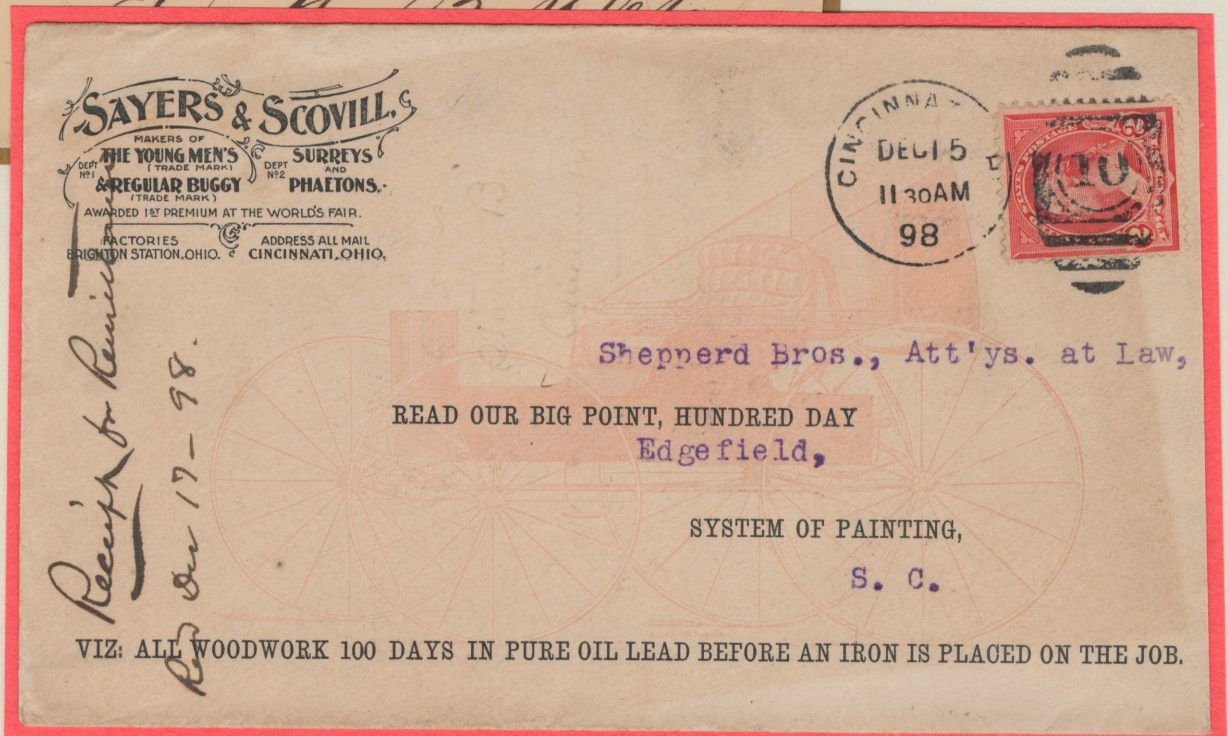 SAYERS & SCOVILL,
MAKERS OF
DEPT Nº1 THE YOUNG MEN'S
(TRADE MARK)
& REGULAR BUGGY
(TRADE MARK)
DEPT Nº2 SURREYS
AND
PHAETONS.
AWARDED 1ST PREMIUM AT THE WORLD'S FAIR.
FACTORIES
BRIGHTON STATION, OHIO.
ADDRESS ALL MAIL
CINCINNATI, OHIO.
CINCINNA
DEC 15
11 30 AM
98
10
Shepperd Bros., Att'ys. at Law,
READ OUR BIG POINT, HUNDRED DAY
Edgefield,
SYSTEM OF PAINTING,
S. C.
VIZ: ALL WOODWORK 100 DAYS IN PURE OIL LEAD BEFORE AN IRON IS PLACED ON THE JOB.
Receipt for Remittance
Dec 17 - 98.